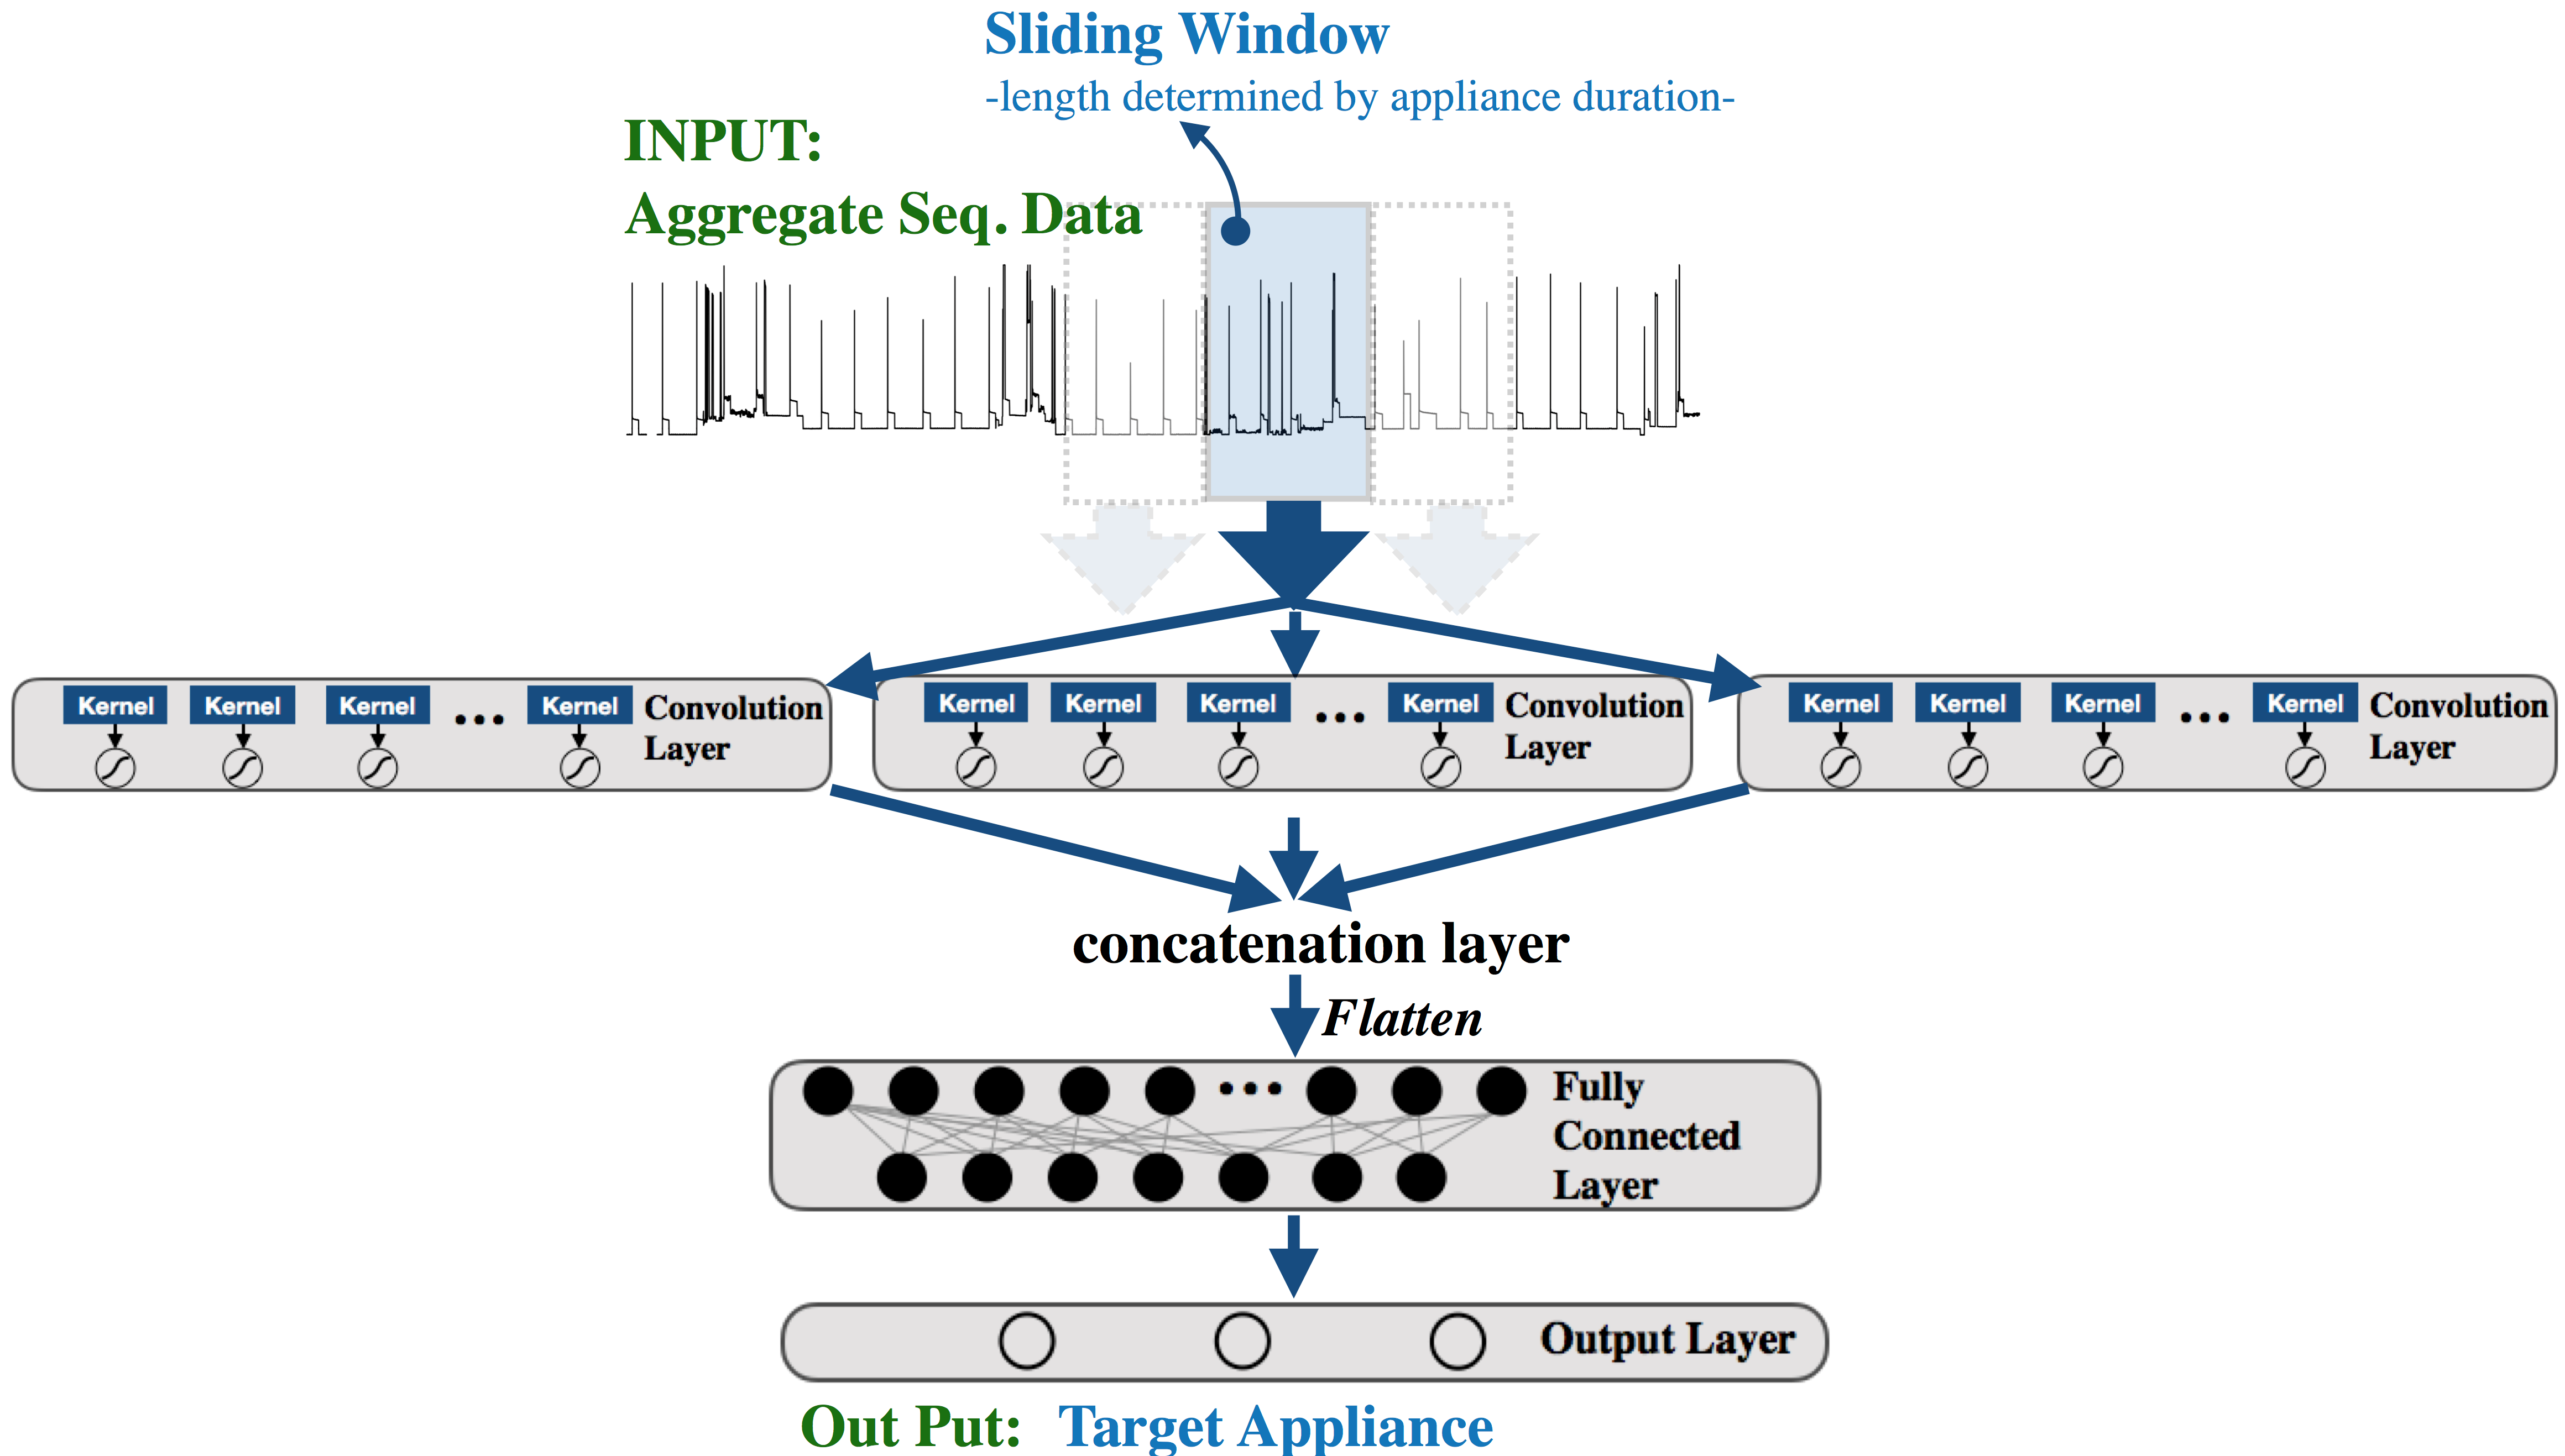 Sliding Window
-length determined by appliance duration-
INPUT:
Aggregate Seq. Data
Kernel Kernel Kernel ... Kernel Convolution
Layer
Kernel Kernel Kernel ... Kernel Convolution
Layer
Kernel Kernel Kernel ... Kernel Convolution
Layer
concatenation layer
Flatten
... Fully
Connected
Layer
Output Layer
Out Put: Target Appliance